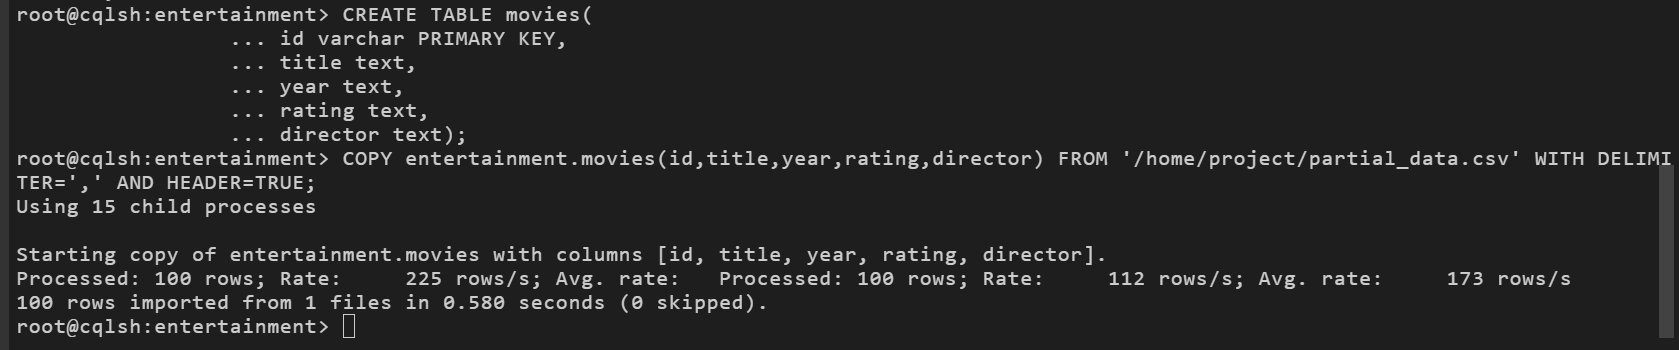 root@cqlsh:entertainment> CREATE TABLE movies(
                 ... id varchar PRIMARY KEY,
                 ... title text,
                 ... year text,
                 ... rating text,
                 ... director text);
root@cqlsh:entertainment> COPY entertainment.movies(id,title,year,rating,director) FROM '/home/project/partial_data.csv' WITH DELIMI
TER=',' AND HEADER=TRUE;
Using 15 child processes

Starting copy of entertainment.movies with columns [id, title, year, rating, director].
Processed: 100 rows; Rate:     225 rows/s; Avg. rate:   Processed: 100 rows; Rate:     112 rows/s; Avg. rate:     173 rows/s
100 rows imported from 1 files in 0.580 seconds (0 skipped).
root@cqlsh:entertainment>